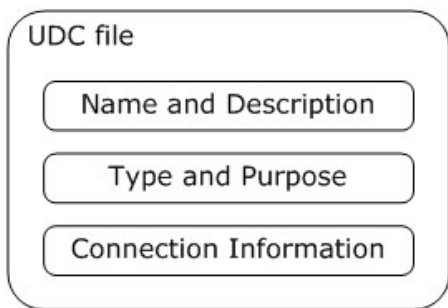 UDC file
Name and Description
Type and Purpose
Connection Information